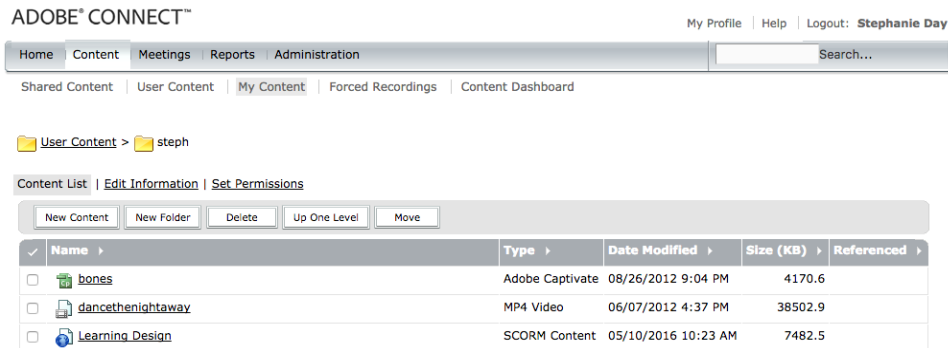 ADOBE® CONNECT™
My Profile | Help | Logout: Stephanie Day
Home | Content | Meetings | Reports | Administration Search...
Shared Content | User Content | My Content | Forced Recordings | Content Dashboard
User Content > steph
Content List | Edit Information | Set Permissions
New Content New Folder Delete Up One Level Move
Name Type Date Modified Size (KB) Referenced
bones Adobe Captivate 08/26/2012 9:04 PM 4170.6
dancethenightaway MP4 Video 06/07/2012 4:37 PM 38502.9
Learning Design SCORM Content 05/10/2016 10:23 AM 7482.5